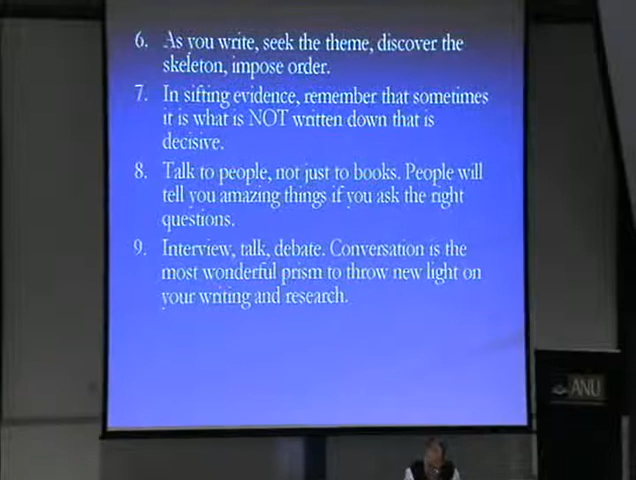 6. As you write, seek the theme, discover the
skeleton, impose order.
7. In sifting evidence, remember that sometimes
it is what is NOT written down that is
decisive.
8. Talk to people, not just to books. People will
tell you amazing things if you ask the right
questions.
9. Interview, talk, debate. Conversation is the
most wonderful prism to throw new light on
your writing and research.
ANU